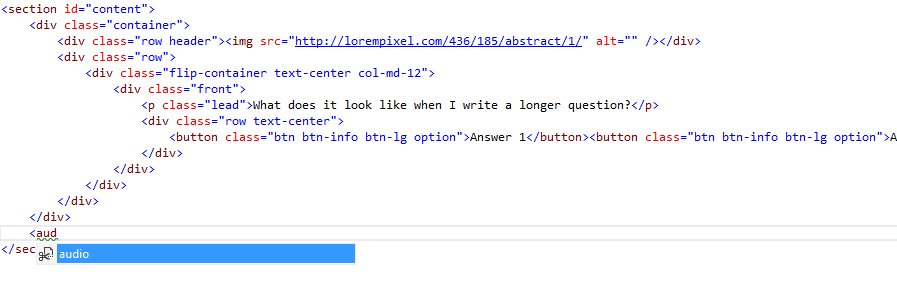 <section id="content">
<div class="container">
<div class="row header"><img src="http://lorempixel.com/436/185/abstract/1/" alt="" /></div>
<div class="row">
<div class="flip-container text-center col-md-12">
<div class="front">
<p class="lead">What does it look like when I write a longer question?</p>
<div class="row text-center">
<button class="btn btn-info btn-lg option">Answer 1</button><button class="btn btn-info btn-lg option">A
</div>
</div>
</div>
</div>
</div>
<aud
</sec
audio